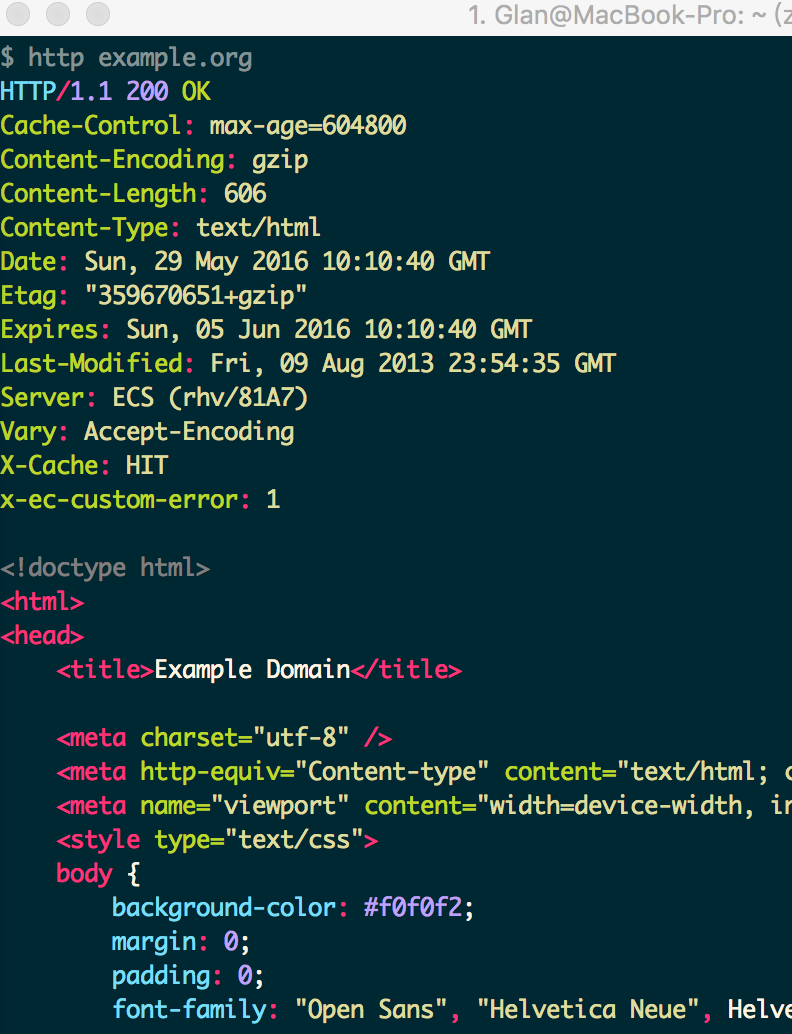 1. Glan@MacBook-Pro: ~ (z
$ http example.org
HTTP/1.1 200 OK
Cache-Control: max-age=604800
Content-Encoding: gzip
Content-Length: 606
Content-Type: text/html
Date: Sun, 29 May 2016 10:10:40 GMT
Etag: "359670651+gzip"
Expires: Sun, 05 Jun 2016 10:10:40 GMT
Last-Modified: Fri, 09 Aug 2013 23:54:35 GMT
Server: ECS (rhv/81A7)
Vary: Accept-Encoding
X-Cache: HIT
x-ec-custom-error: 1
<!doctype html>
<html>
<head>
    <title>Example Domain</title>
    <meta charset="utf-8" />
    <meta http-equiv="Content-type" content="text/html; c
    <meta name="viewport" content="width=device-width, in
    <style type="text/css">
    body {
        background-color: #f0f0f2;
        margin: 0;
        padding: 0;
        font-family: "Open Sans", "Helvetica Neue", Helve